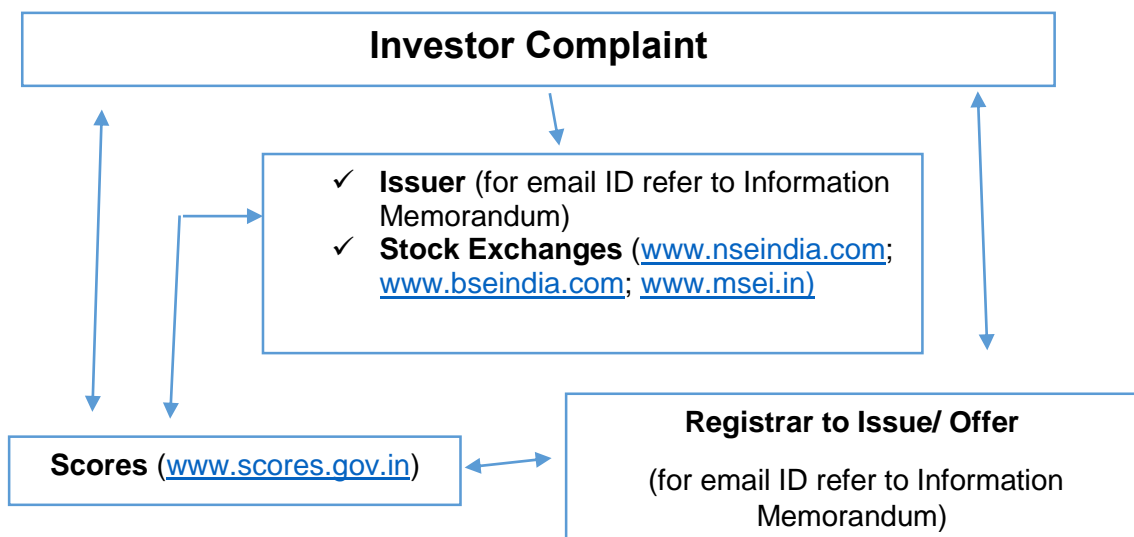 Investor Complaint
✓ Issuer (for email ID refer to Information
Memorandum)
✓ Stock Exchanges (www.nseindia.com;
www.bseindia.com; www.msei.in)
Scores (www.scores.gov.in)
Registrar to Issue/ Offer
(for email ID refer to Information
Memorandum)